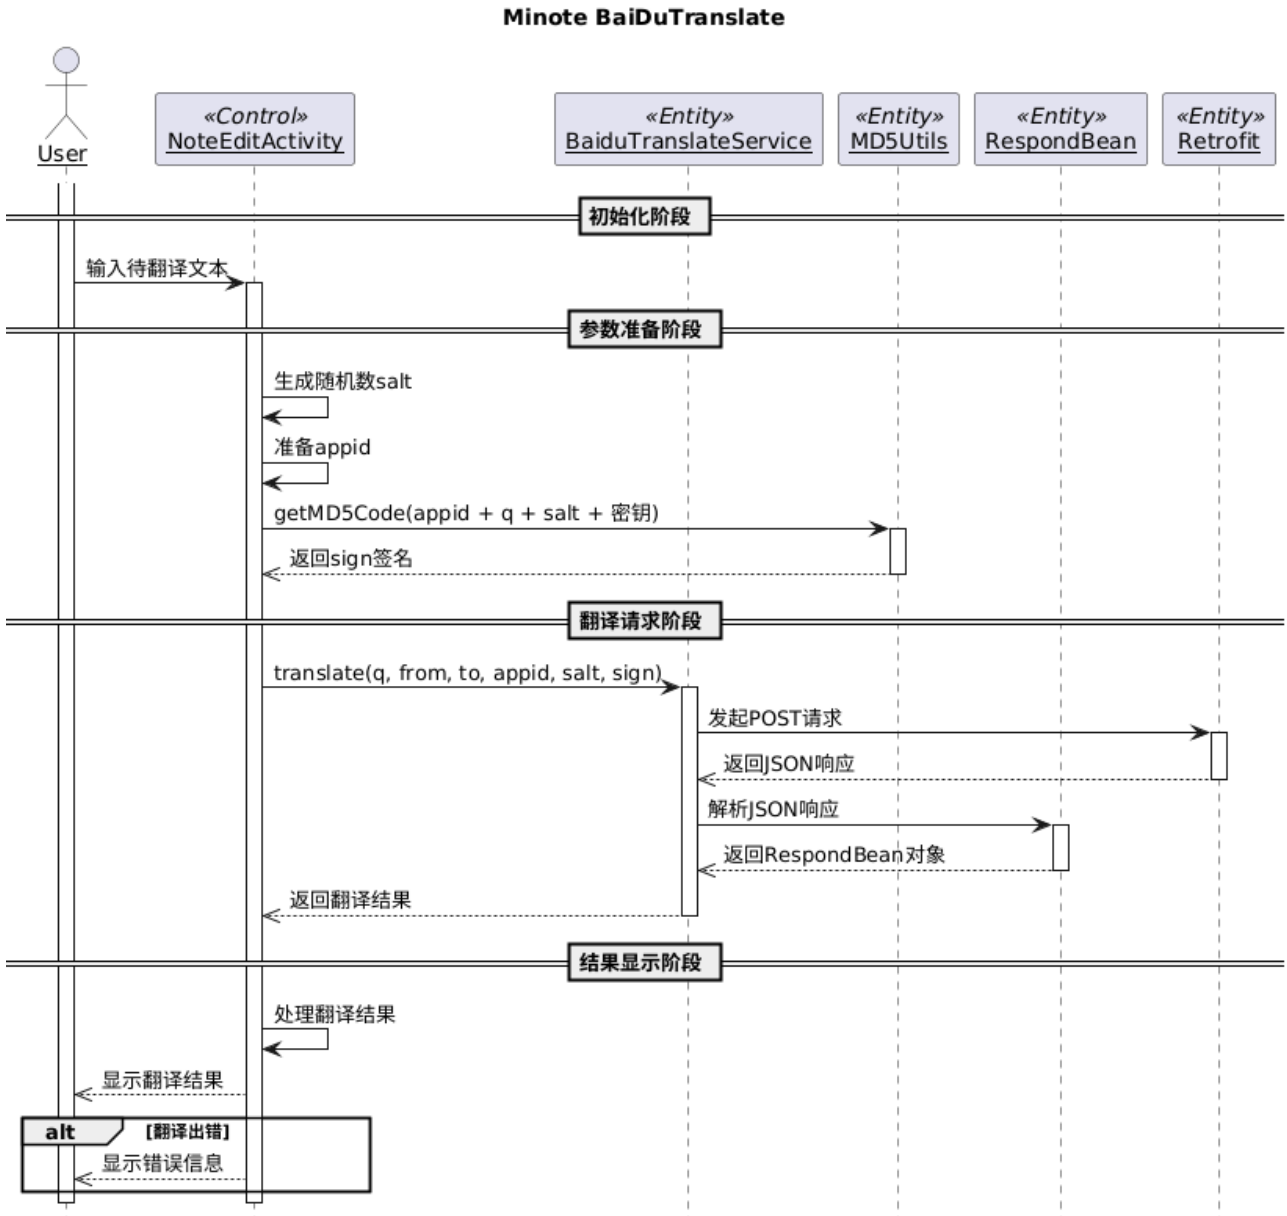 Minote BaiDuTranslate
User
«Control»
NoteEditActivity
«Entity»
BaiduTranslateService
«Entity»
MD5Utils
«Entity»
RespondBean
«Entity»
Retrofit
初始化阶段
输入待翻译文本
参数准备阶段
生成随机数salt
准备appid
getMD5Code(appid + q + salt + 密钥)
返回sign签名
翻译请求阶段
translate(q, from, to, appid, salt, sign)
发起POST请求
返回JSON响应
解析JSON响应
返回RespondBean对象
返回翻译结果
结果显示阶段
处理翻译结果
显示翻译结果
alt [翻译出错]
显示错误信息